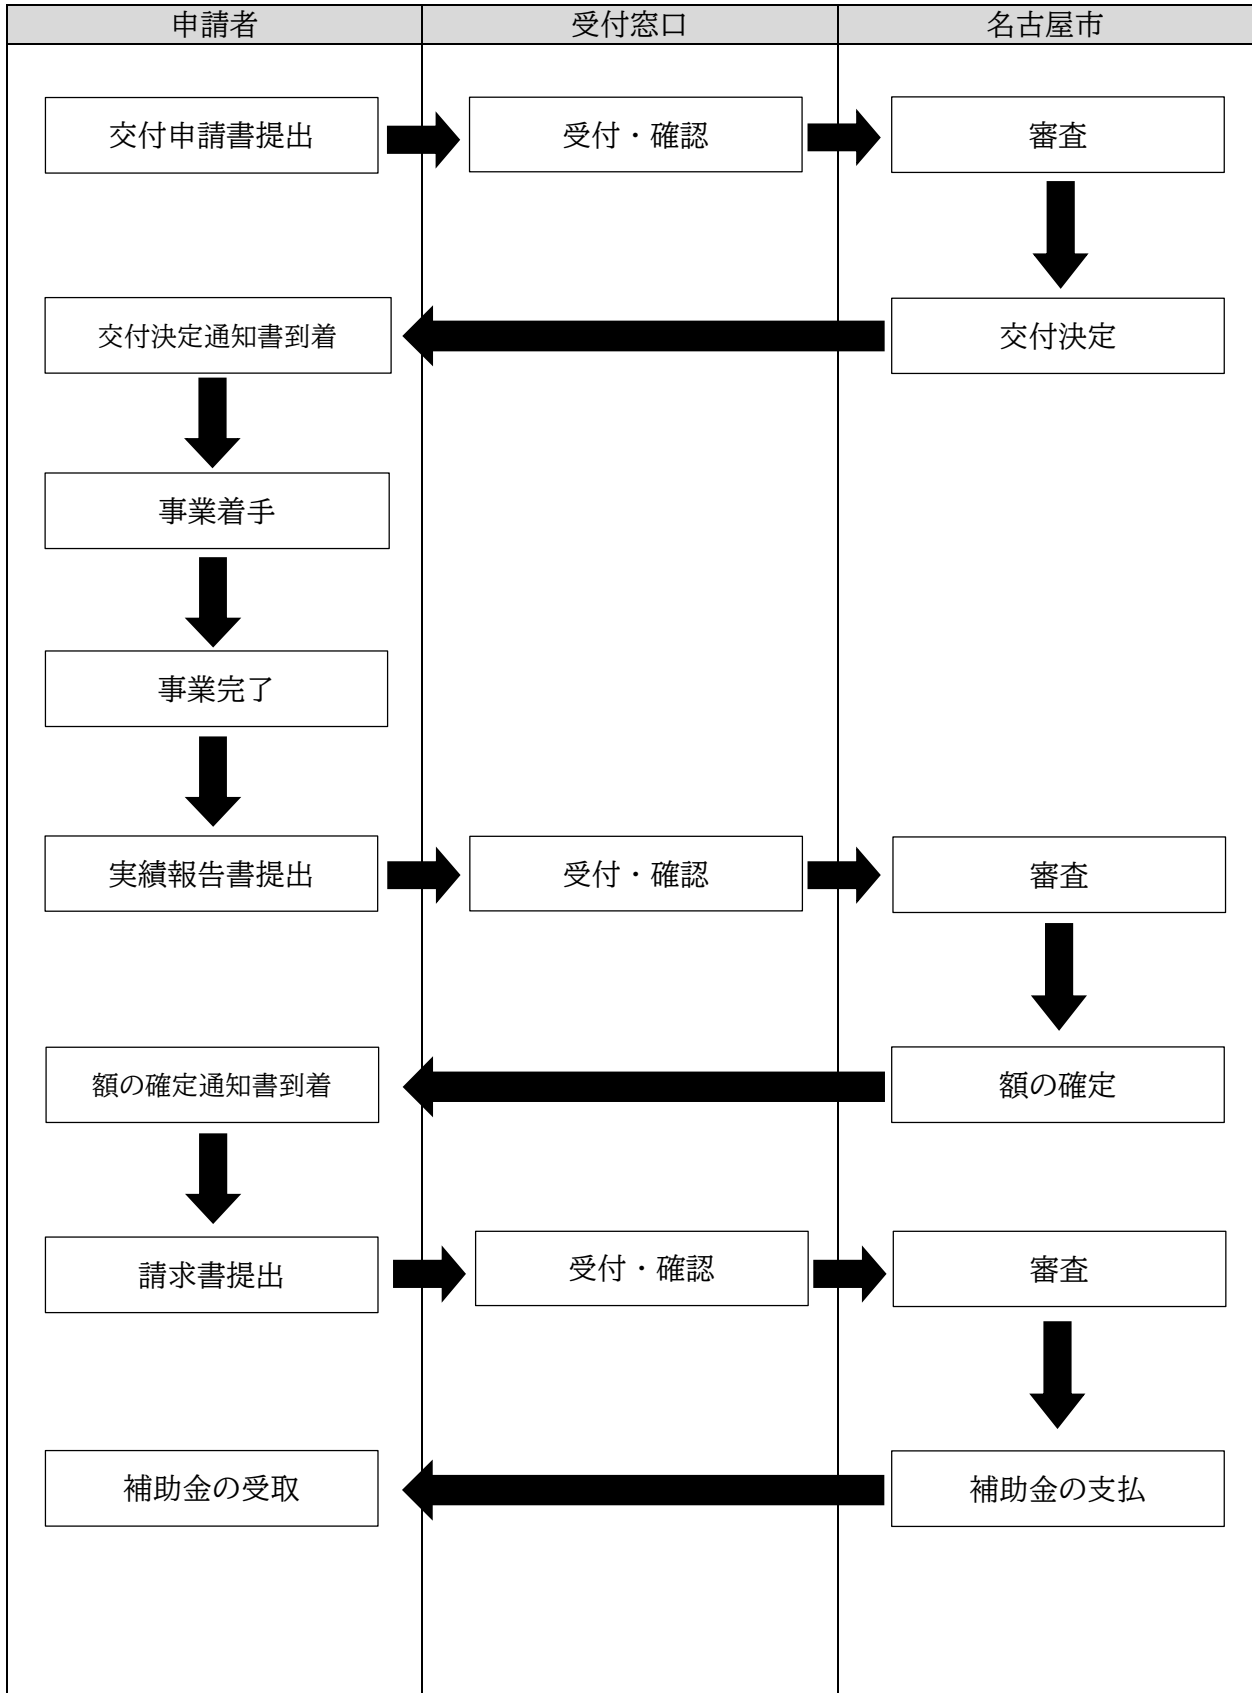 申請者
受付窓口
名古屋市
交付申請書提出
受付・確認
審査
交付決定通知書到着
交付決定
事業着手
事業完了
実績報告書提出
受付・確認
審査
額の確定通知書到着
額の確定
請求書提出
受付・確認
審査
補助金の受取
補助金の支払